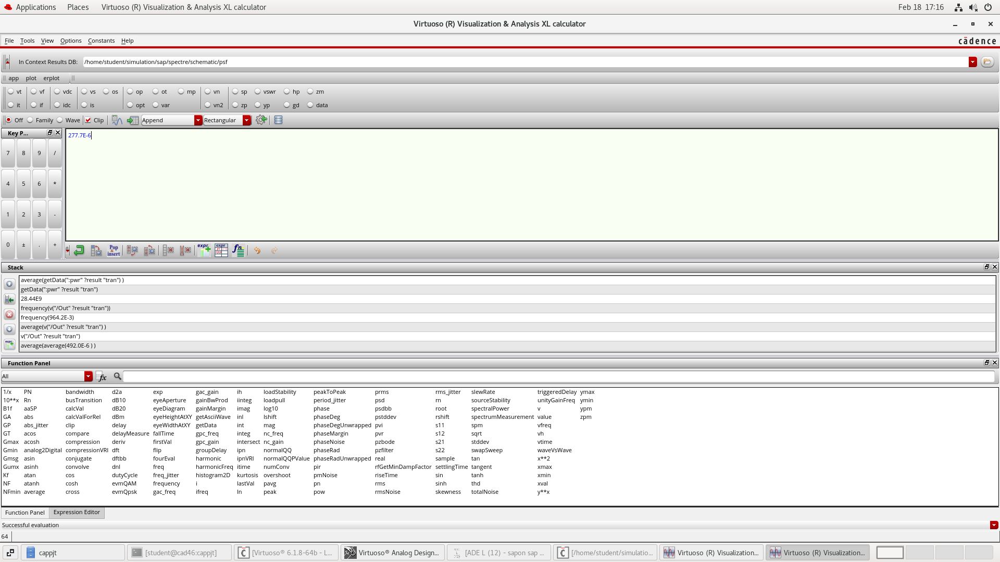 Applications Places Virtuoso (R) Visualization & Analysis XL calculator Feb 18 17:16
Virtuoso (R) Visualization & Analysis XL calculator
File Tools View Options Constants Help cādence
In Context Results DB: /home/student/simulation/sap/spectre/schematic/psf
app plot erplot
vt vf vdc vs os op ot mp vn sp vswr hp zm
it if idc is opt var vn2 zp yp gd data
Off Family Wave Clip Append Rectangular
Key P...
277.7E-6
7 8 9 /
4 5 6 *
1 2 3 -
0 ± . +
Pop & insert expr expr fn
Stack
average(getData(":pwr" ?result "tran") )
getData(":pwr" ?result "tran")
28.44E9
frequency(v("/Out" ?result "tran"))
frequency(964.2E-3)
average(v("/Out" ?result "tran") )
v("/Out" ?result "tran")
average(average(492.0E-6 ) )
Function Panel
All fx
1/x PN bandwidth d2a exp gac_gain ih loadStability peakToPeak prms rms_jitter slewRate triggeredDelay ymax
10**x Rn busTransition dB10 eyeAperture gainBwProd iinteg loadpull period_jitter psd rn sourceStability unityGainFreq ymin
B1f aaSP calcVal dB20 eyeDiagram gainMargin imag log10 phase psdbb root spectralPower v ypm
GA abs calcValForRel dBm eyeHeightAtXY getAsciiWave inl lshift phaseDeg pstddev rshift spectrumMeasurement value zpm
GP abs_jitter clip delay eyeWidthAtXY getData int mag phaseDegUnwrapped pvi s11 spm vfreq
GT acos compare delayMeasure fallTime gpc_freq integ nc_freq phaseMargin pvr s12 sqrt vh
Gmax acosh compression deriv firstVal gpc_gain intersect nc_gain phaseNoise pzbode s21 stddev vtime
Gmin analog2Digital compressionVRI dft flip groupDelay ipn normalQQ phaseRad pzfilter s22 swapSweep waveVsWave
Gmsg asin conjugate dftbb fourEval harmonic ipnVRI normalQQPValue phaseRadUnwrapped real sample tan x**2
Gumx asinh convolve dnl freq harmonicFreq itime numConv pir rfGetMinDampFactor settlingTime tangent xmax
Kf atan cos dutyCycle freq_jitter histogram2D kurtosis overshoot pmNoise riseTime sin tanh xmin
NF atanh cosh evmQAM frequency i lastVal pavg pn rms sinh thd xval
NFmin average cross evmQpsk gac_freq ifreq ln peak pow rmsNoise skewness totalNoise y**x
Function Panel Expression Editor
Successful evaluation
64
cappjt [student@cad46:cappjt] [Virtuoso® 6.1.8-64b - L... Virtuoso® Analog Design... [ADE L (12) - sapon sap ... [/home/student/simulatio... Virtuoso (R) Visualization... Virtuoso (R) Visualization...